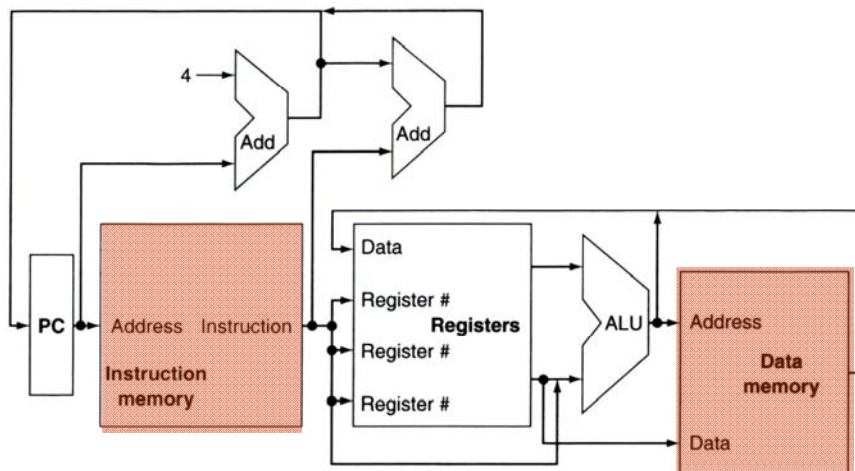 4
Add
Add
Data
Register #
PC
Address Instruction
Registers
ALU
Address
Instruction
memory
Register #
Data
memory
Register #
Data